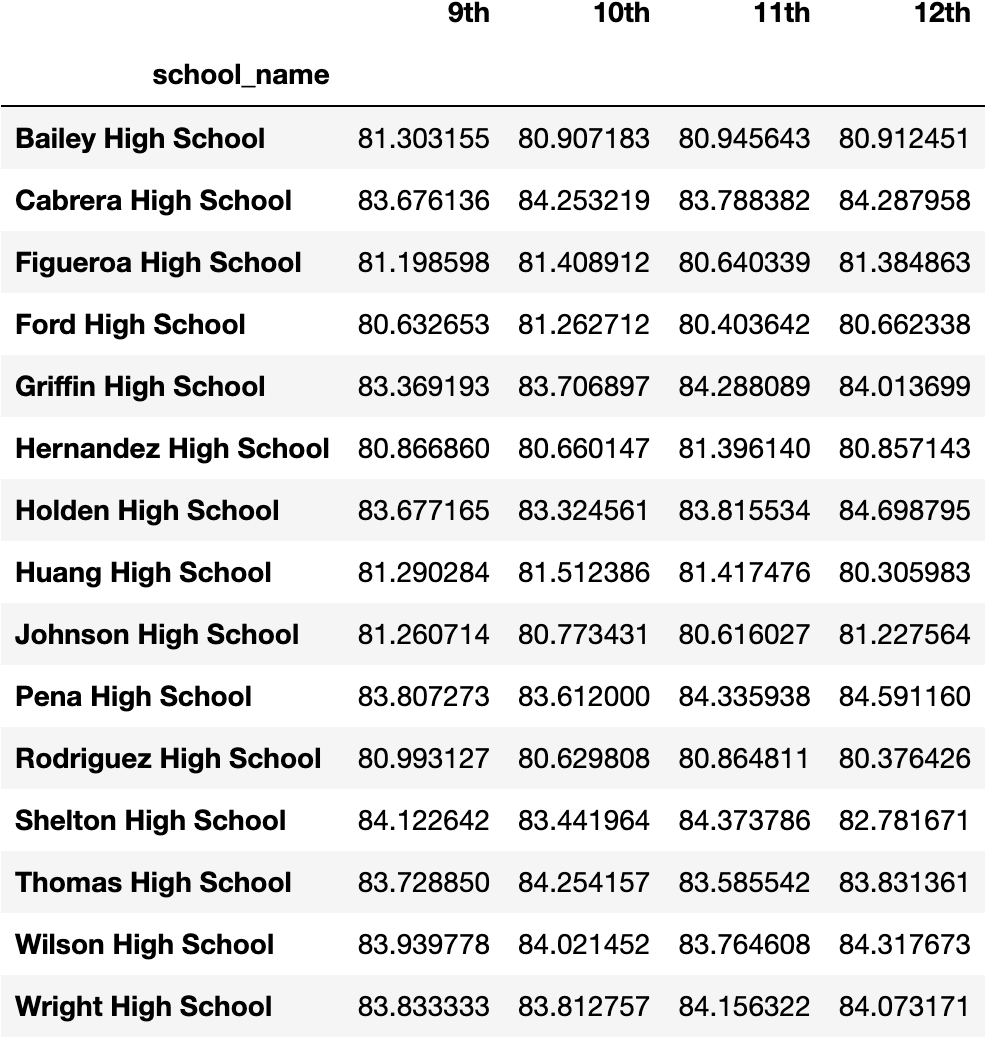 9th 10th 11th 12th
school_name
Bailey High School 81.303155 80.907183 80.945643 80.912451
Cabrera High School 83.676136 84.253219 83.788382 84.287958
Figueroa High School 81.198598 81.408912 80.640339 81.384863
Ford High School 80.632653 81.262712 80.403642 80.662338
Griffin High School 83.369193 83.706897 84.288089 84.013699
Hernandez High School 80.866860 80.660147 81.396140 80.857143
Holden High School 83.677165 83.324561 83.815534 84.698795
Huang High School 81.290284 81.512386 81.417476 80.305983
Johnson High School 81.260714 80.773431 80.616027 81.227564
Pena High School 83.807273 83.612000 84.335938 84.591160
Rodriguez High School 80.993127 80.629808 80.864811 80.376426
Shelton High School 84.122642 83.441964 84.373786 82.781671
Thomas High School 83.728850 84.254157 83.585542 83.831361
Wilson High School 83.939778 84.021452 83.764608 84.317673
Wright High School 83.833333 83.812757 84.156322 84.073171